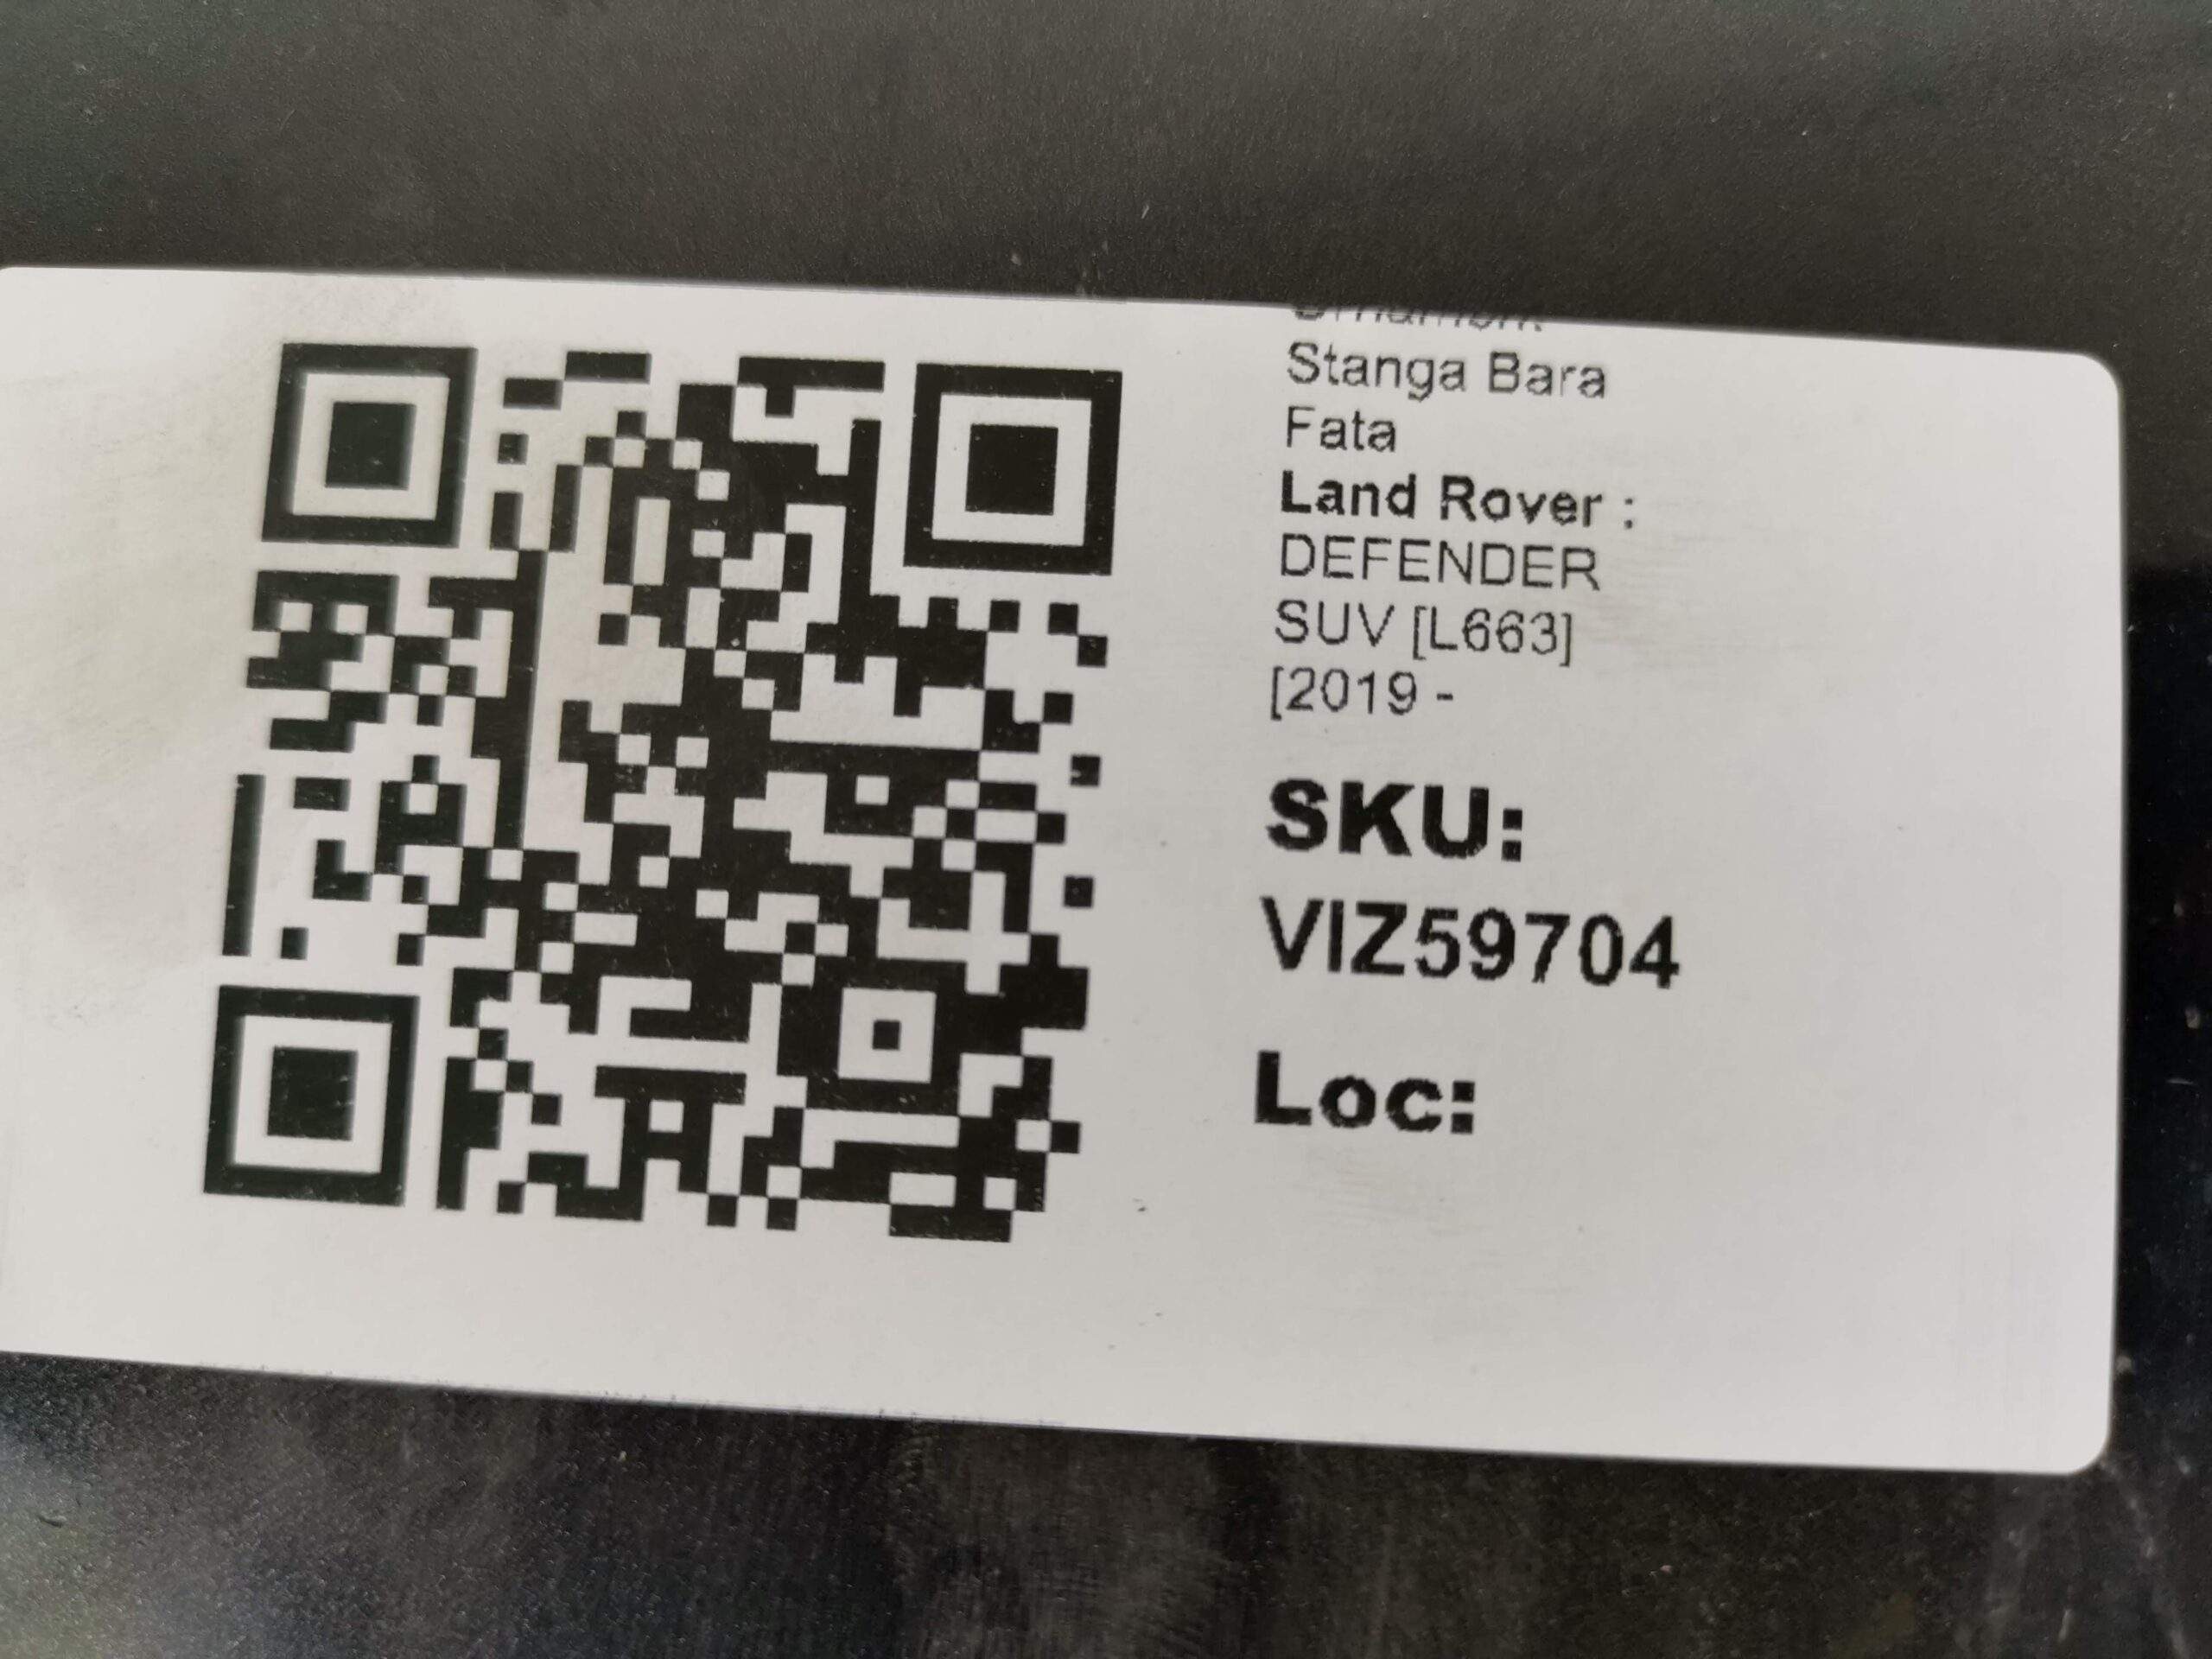 Stanga Bara
Fata
Land Rover :
DEFENDER
SUV [L663]
[2019 -
SKU:
VIZ59704
Loc: